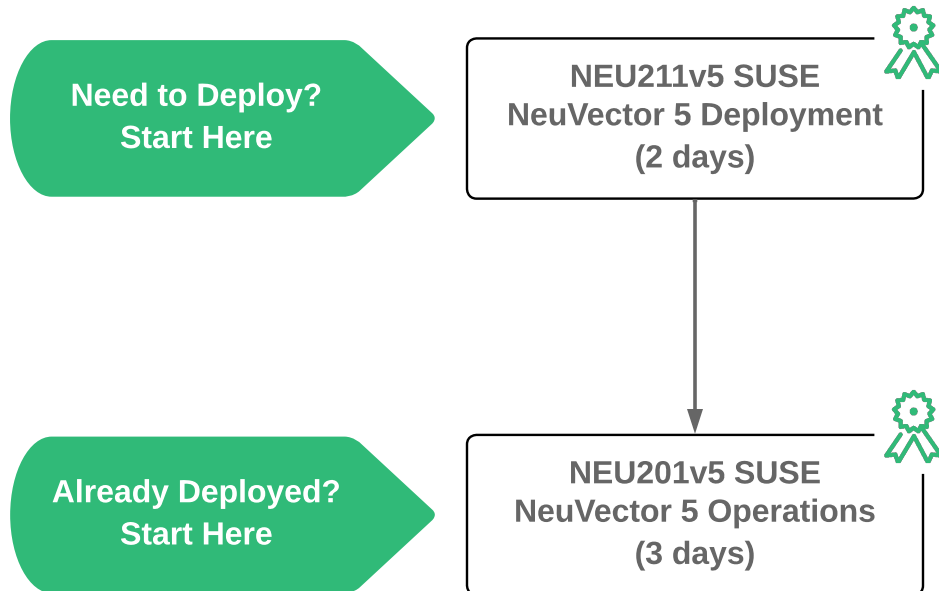 Need to Deploy?
Start Here
NEU211v5 SUSE
NeuVector 5 Deployment
(2 days)
Already Deployed?
Start Here
NEU201v5 SUSE
NeuVector 5 Operations
(3 days)